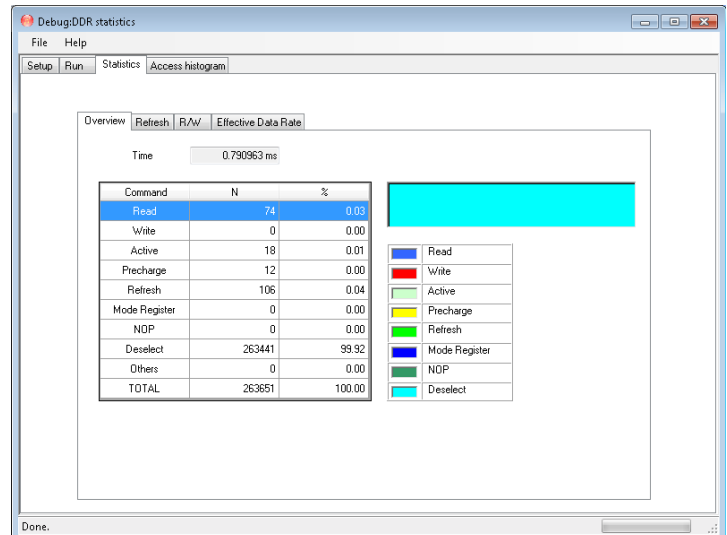 Debug:DDR statistics
File Help
Setup Run Statistics Access histogram
Overview Refresh R/W Effective Data Rate
Time 0.790963 ms
Command N %
Read 74 0.03
Write 0 0.00
Active 18 0.01
Precharge 12 0.00
Refresh 106 0.04
Mode Register 0 0.00
NOP 0 0.00
Deselect 263441 99.92
Others 0 0.00
TOTAL 263651 100.00
Read
Write
Active
Precharge
Refresh
Mode Register
NOP
Deselect
Done.